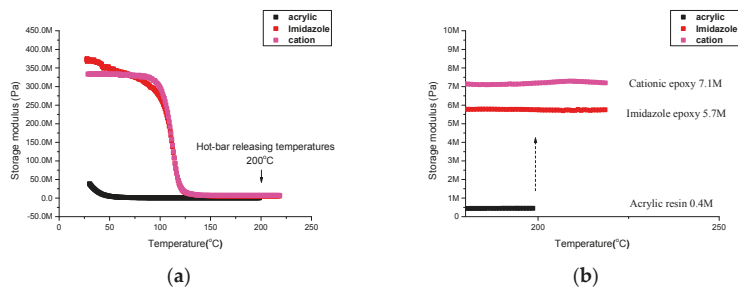 acrylic
Imidazole
cation
450.0M
400.0M
350.0M
300.0M
250.0M
200.0M
150.0M
100.0M
50.0M
0.0
-50.0M
Storage modulus (Pa)
Hot-bar releasing temperatures
200°C
0 50 100 150 200 250
Temperature(°C)
(a)
acrylic
Imidazole
cation
10M
9M
8M
7M
6M
5M
4M
3M
2M
1M
0
Storage modulus (Pa)
Cationic epoxy 7.1M
Imidazole epoxy 5.7M
Acrylic resin 0.4M
200 250
Temperature(°C)
(b)